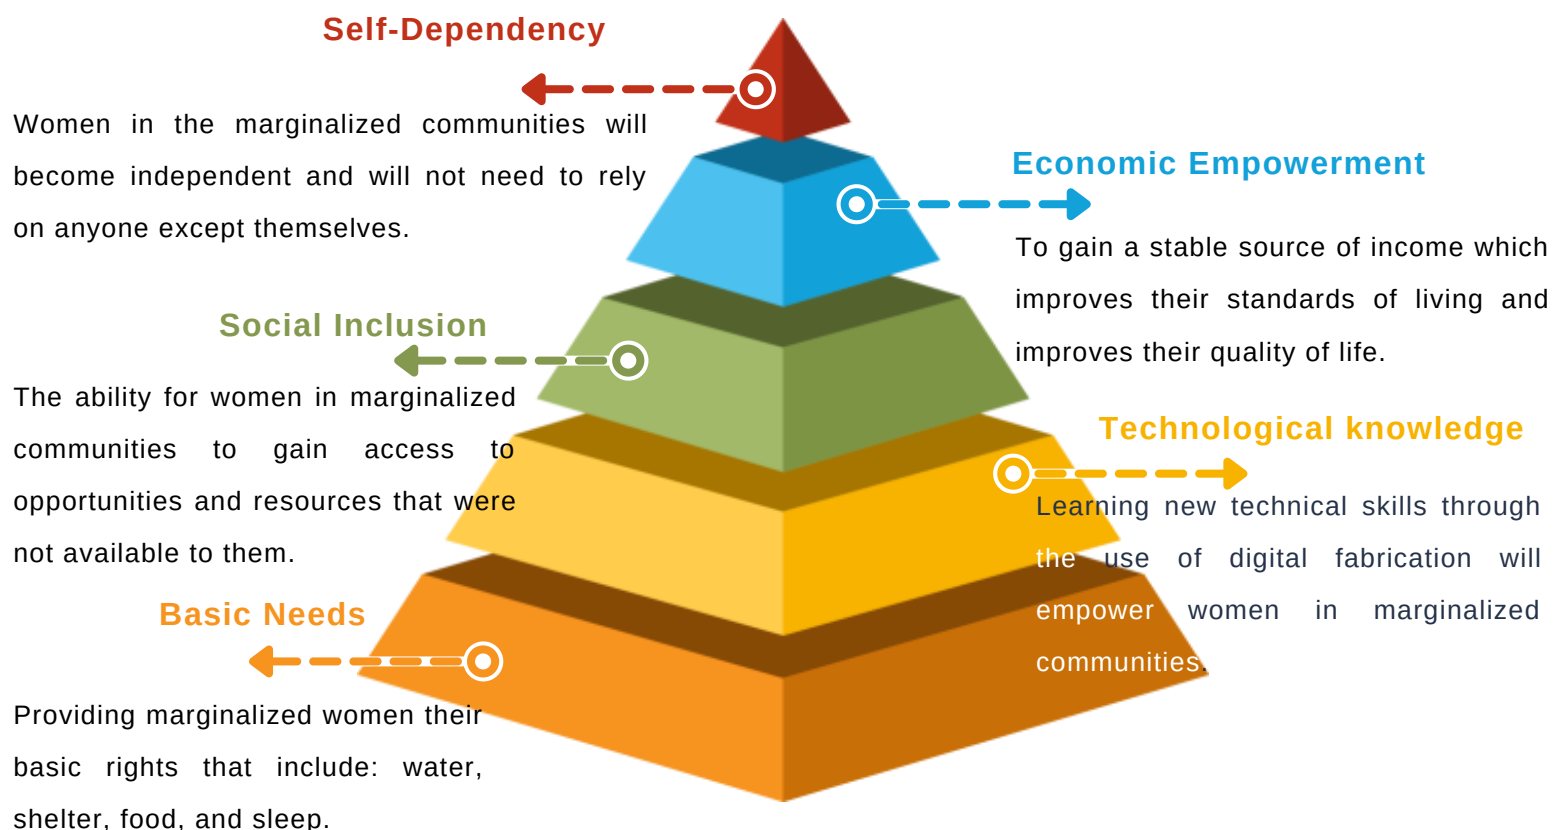 Self-Dependency
Women in the marginalized communities will
become independent and will not need to rely
on anyone except themselves.
Economic Empowerment
To gain a stable source of income which
improves their standards of living and
improves their quality of life.
Social Inclusion
The ability for women in marginalized
communities to gain access to
opportunities and resources that were
not available to them.
Technological knowledge
Learning new technical skills through
the use of digital fabrication will
empower women in marginalized
communities.
Basic Needs
Providing marginalized women their
basic rights that include: water,
shelter, food, and sleep.